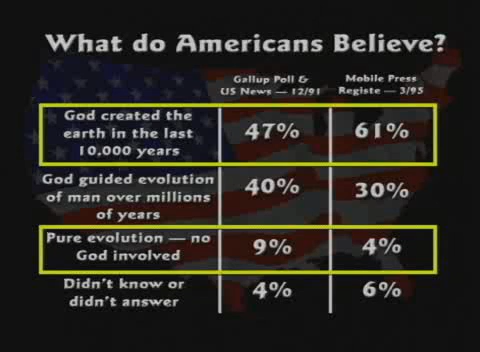 What do Americans Believe?
Gallup Poll & Mobile Press
US News — 12/91 Registe — 3/95
God created the
earth in the last 47% 61%
10,000 years
God guided evolution
of man over millions 40% 30%
of years
Pure evolution — no 9% 4%
God involved
Didn't know or 4% 6%
didn't answer